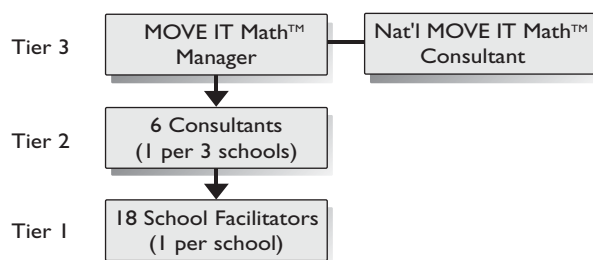 Tier 3
MOVE IT Math™
Manager
Nat'l MOVE IT Math™
Consultant
Tier 2
6 Consultants
(1 per 3 schools)
Tier 1
18 School Facilitators
(1 per school)